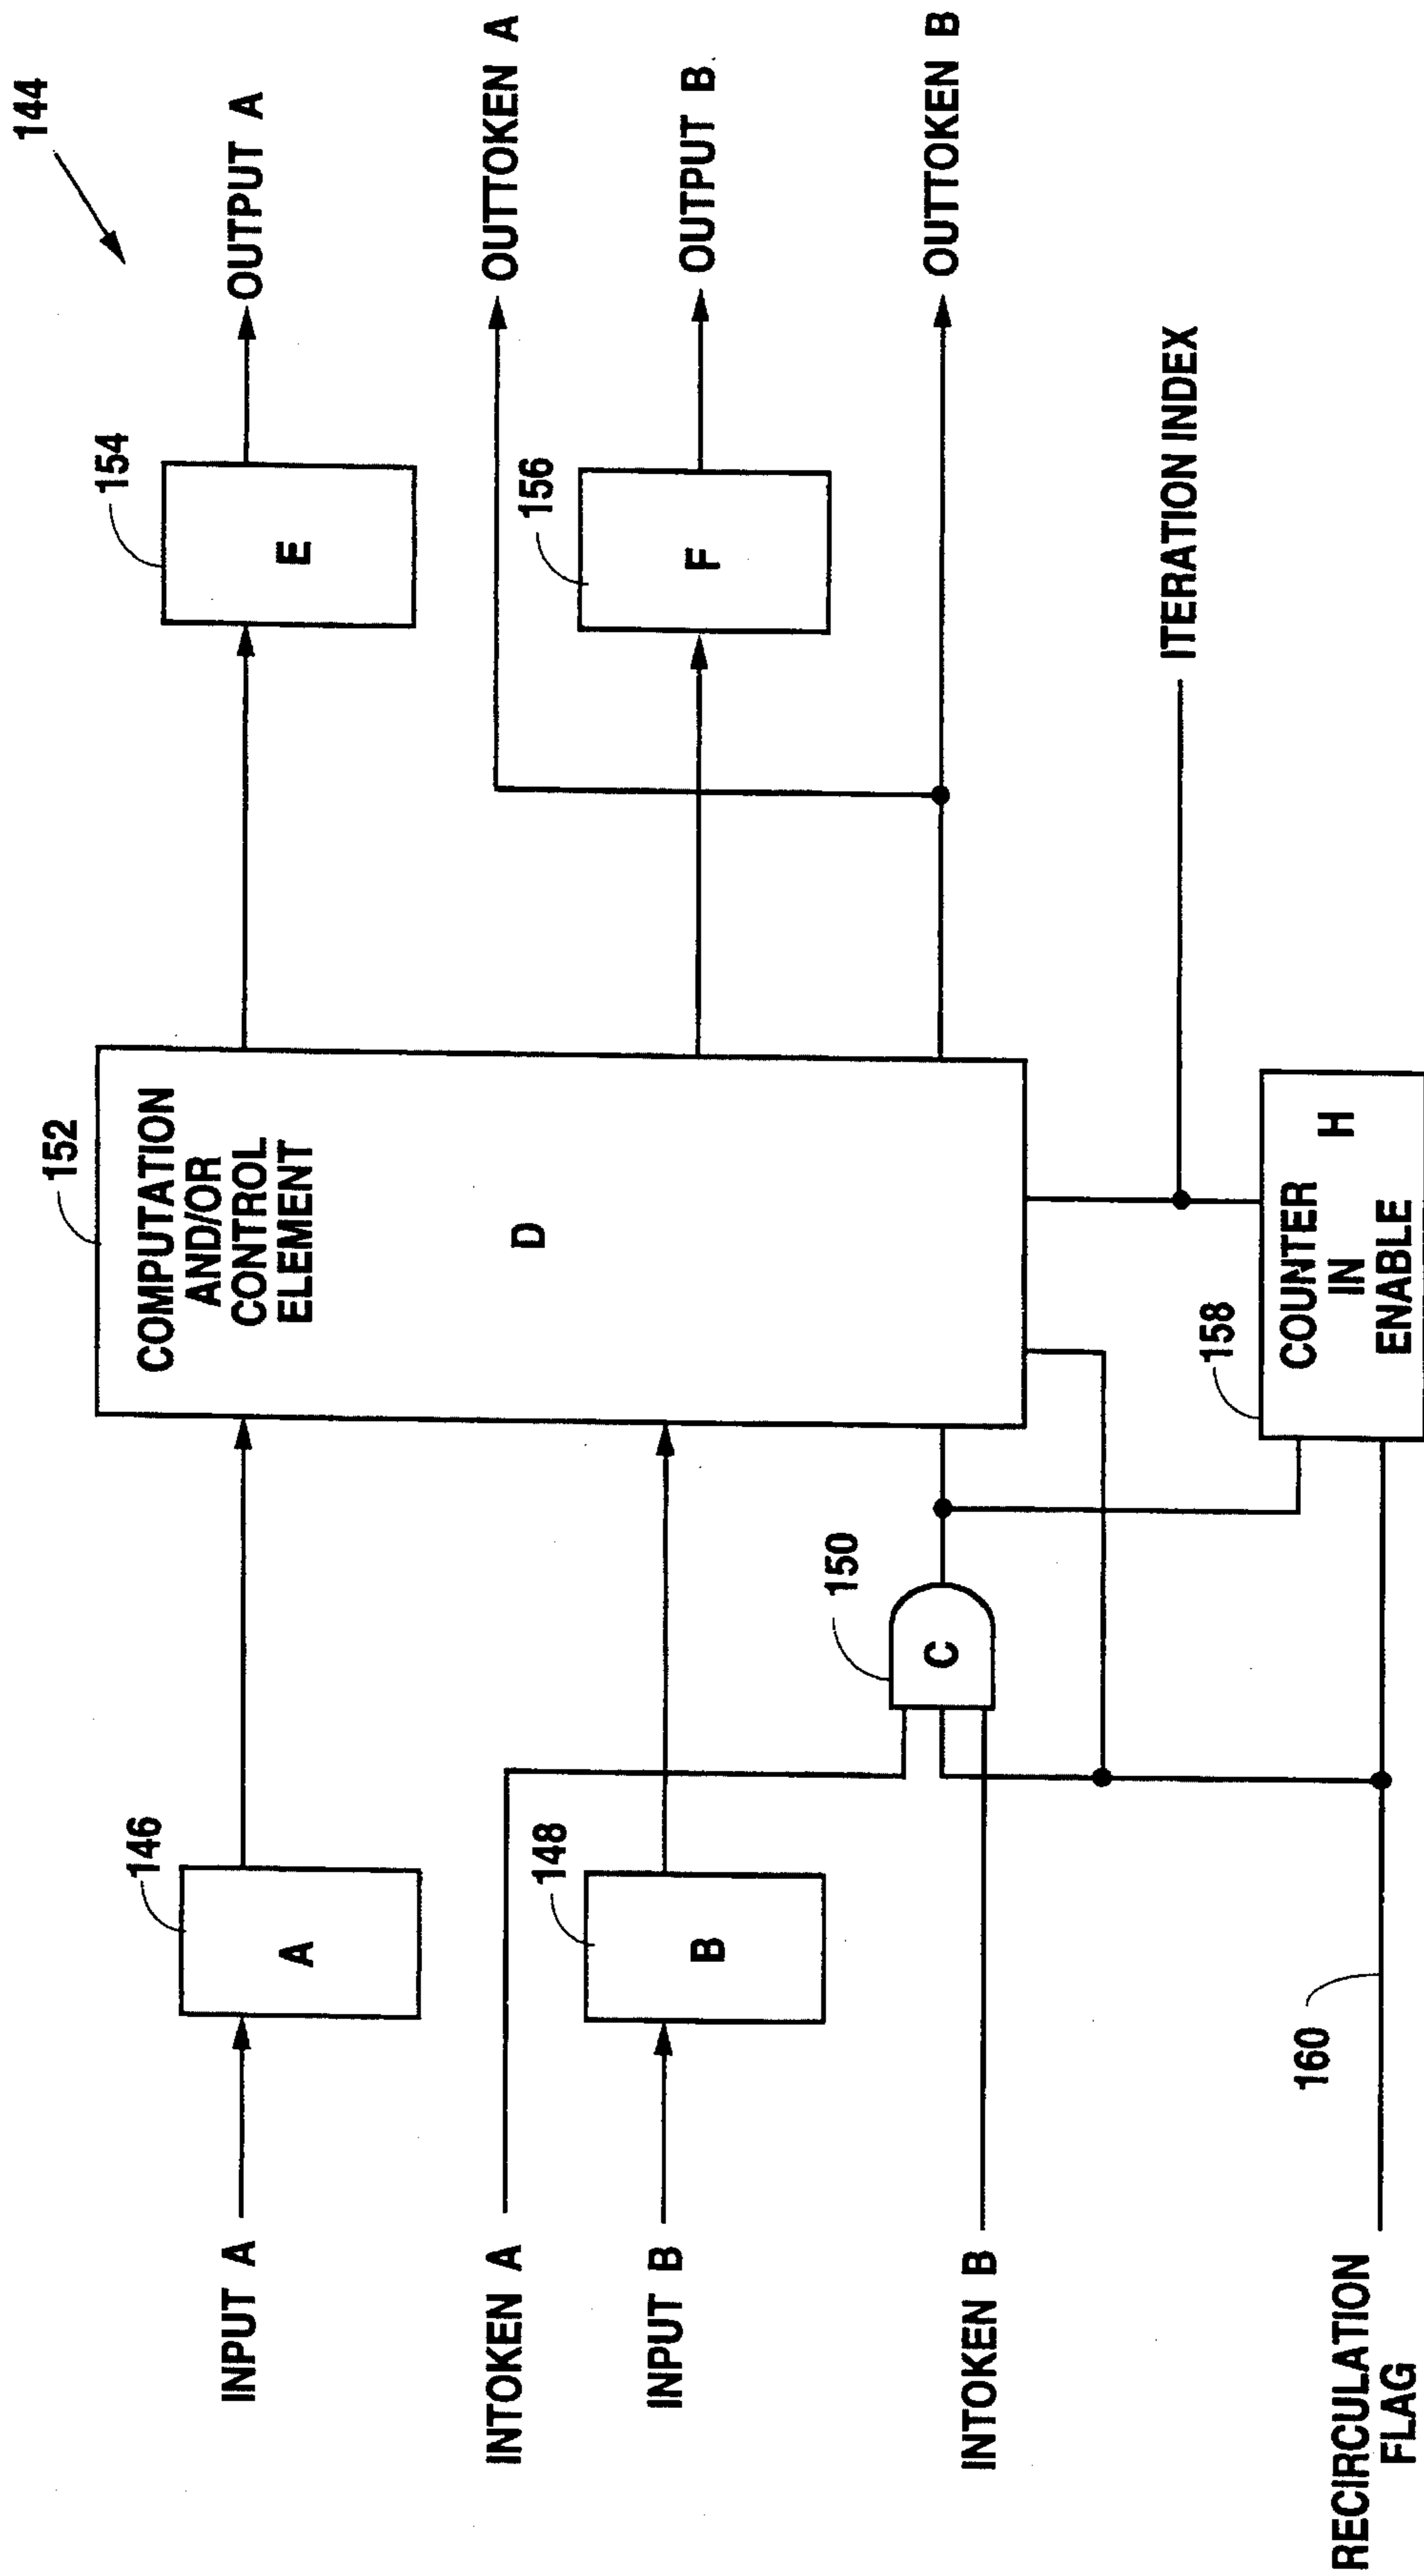 144
152
COMPUTATION
AND/OR
CONTROL
ELEMENT
D
146
A
INPUT A
154
E
OUTPUT A
INTOKEN A
OUTTOKEN A
148
B
INPUT B
156
F
OUTPUT B
150
C
INTOKEN B
OUTTOKEN B
ITERATION INDEX
158
COUNTER H
IN
ENABLE
160
RECIRCULATION
FLAG